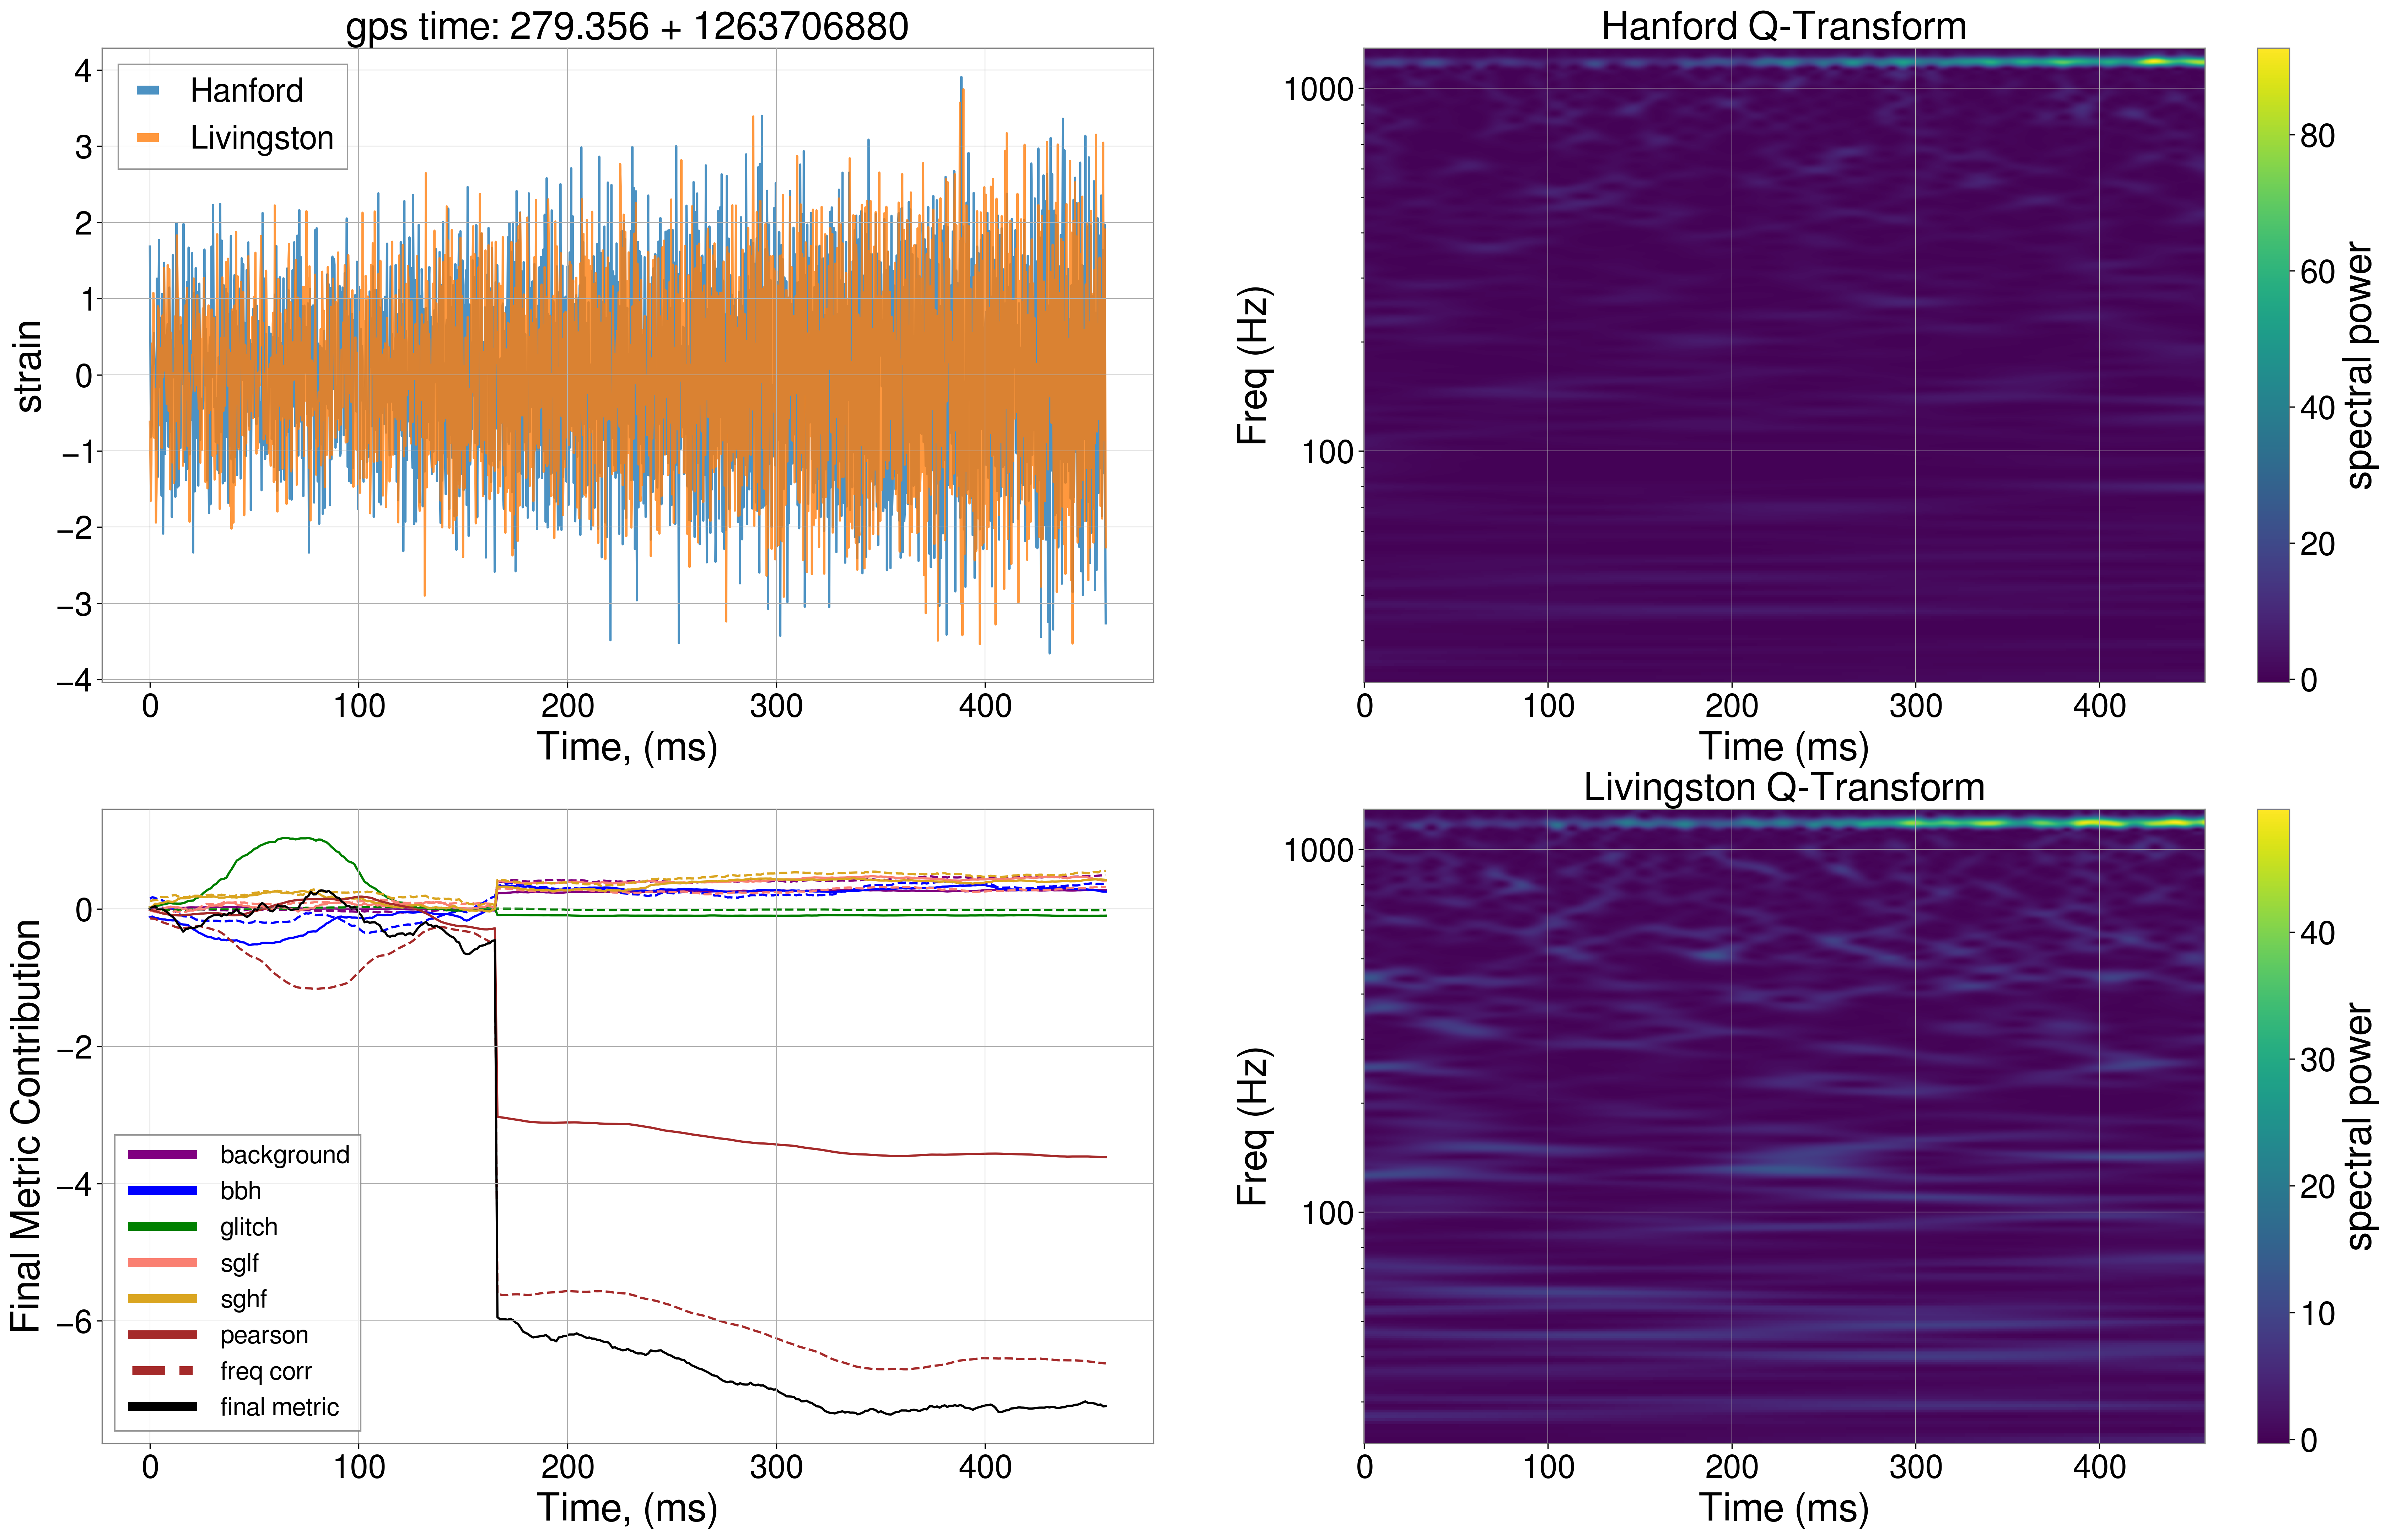 gps time: 279.356 + 1263706880
4
3
2
1
0
−1
−2
−3
−4
strain
Hanford
Livingston
0 100 200 300 400
Time, (ms)
Hanford Q-Transform
1000
100
Freq (Hz)
0 100 200 300 400
Time (ms)
80
60
40
20
0
spectral power
0
−2
−4
−6
Final Metric Contribution
background
bbh
glitch
sglf
sghf
pearson
freq corr
final metric
0 100 200 300 400
Time, (ms)
Livingston Q-Transform
1000
100
Freq (Hz)
0 100 200 300 400
Time (ms)
40
30
20
10
0
spectral power